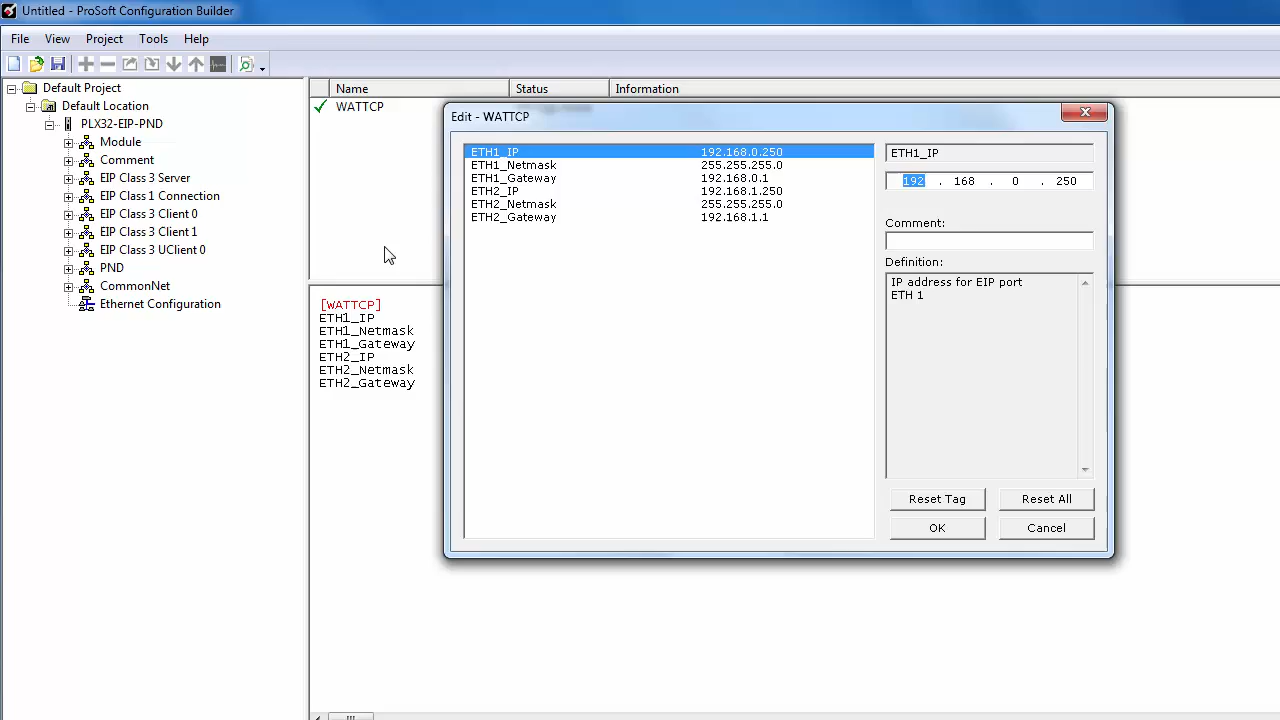 Untitled - ProSoft Configuration Builder
File View Project Tools Help
Default Project
Default Location
PLX32-EIP-PND
Module
Comment
EIP Class 3 Server
EIP Class 1 Connection
EIP Class 3 Client 0
EIP Class 3 Client 1
EIP Class 3 UClient 0
PND
CommonNet
Ethernet Configuration
Name Status Information
WATTCP
[WATTCP]
ETH1_IP
ETH1_Netmask
ETH1_Gateway
ETH2_IP
ETH2_Netmask
ETH2_Gateway
Edit - WATTCP
ETH1_IP 192.168.0.250
ETH1_Netmask 255.255.255.0
ETH1_Gateway 192.168.0.1
ETH2_IP 192.168.1.250
ETH2_Netmask 255.255.255.0
ETH2_Gateway 192.168.1.1
ETH1_IP
192 . 168 . 0 . 250
Comment:
Definition:
IP address for EIP port
ETH 1
Reset Tag Reset All
OK Cancel